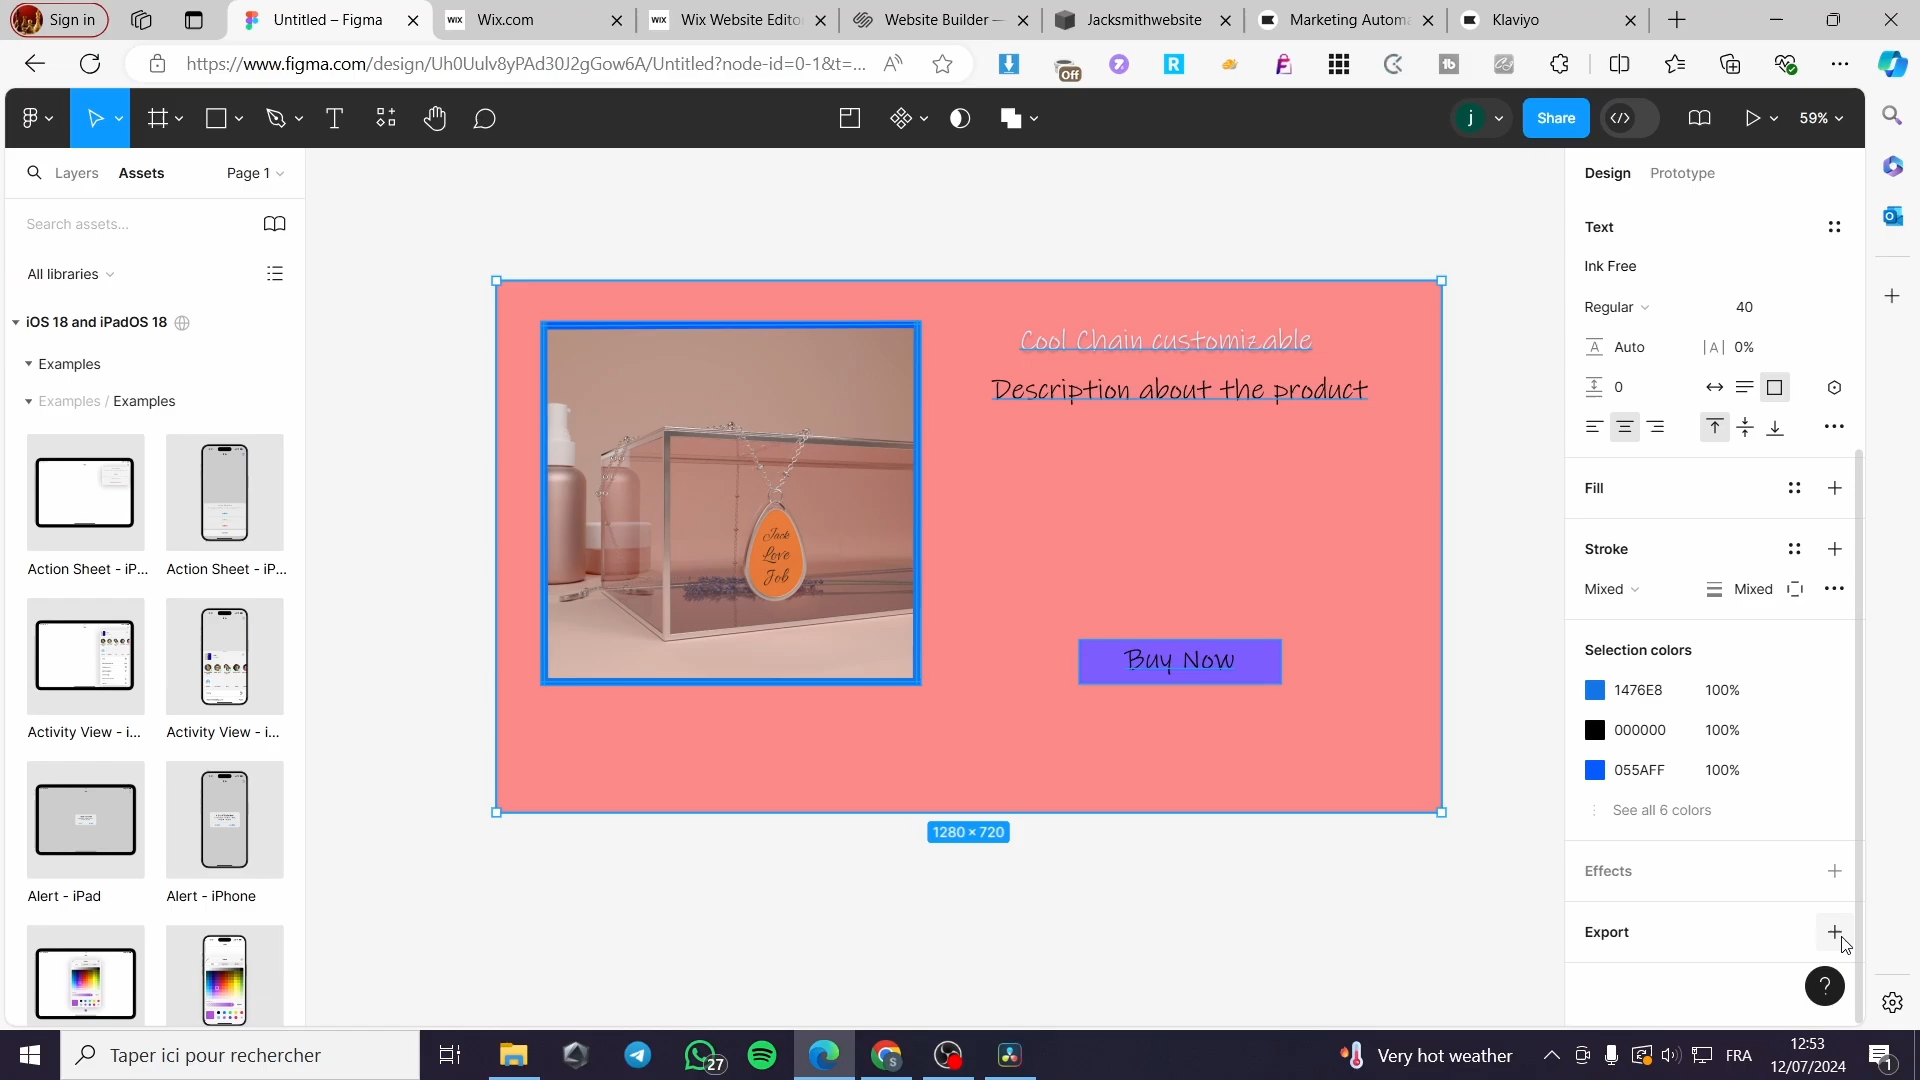 Sign in
Untitled – Figma
Wix.com
Wix Website Edito
Website Builder —
Jacksmithwebsite
Marketing Automa
Klaviyo
https://www.figma.com/design/Uh0Uulv8yPAd30J2gGow6A/Untitled?node-id=0-1&t=...
Off
j
Share
59%
Layers
Assets
Page 1
Design
Prototype
Search assets...
All libraries
iOS 18 and iPadOS 18
Examples
Examples / Examples
Action Sheet - iP...
Action Sheet - iP...
Activity View - i...
Activity View - i...
Alert - iPad
Alert - iPhone
Cool Chain customizable
Description about the product
Jack
Love
Job
Buy Now
1280 × 720
Text
Ink Free
Regular
40
Auto
0%
0
Fill
Stroke
Mixed
Mixed
Selection colors
1476E8
100%
000000
100%
055AFF
100%
See all 6 colors
Effects
Export
?
Taper ici pour rechercher
27
Very hot weather
FRA
12:53
12/07/2024
1